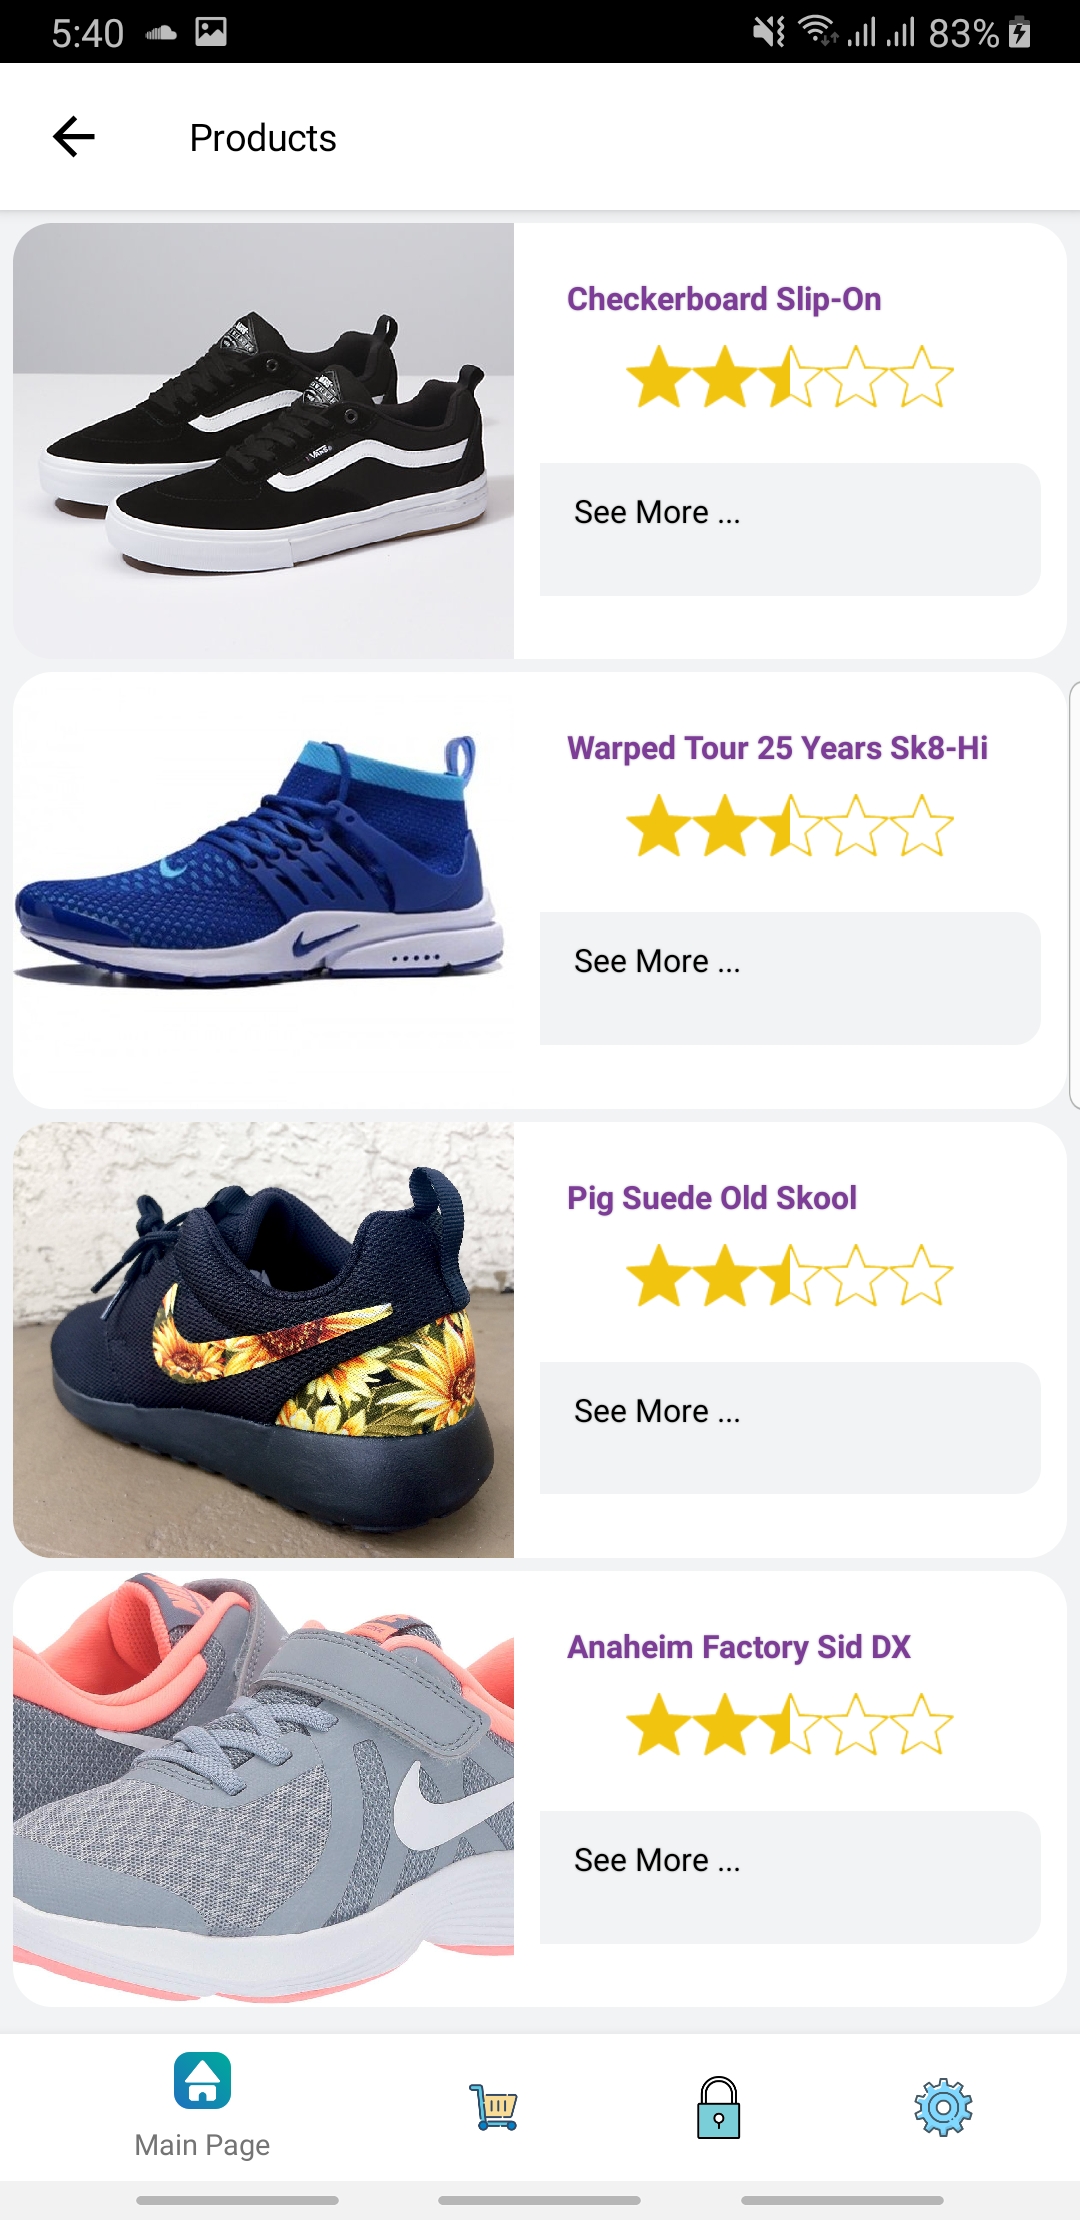 5:40
83%
Products
Checkerboard Slip-On
VANS
See More ...
Warped Tour 25 Years Sk8-Hi
See More ...
Pig Suede Old Skool
See More ...
Anaheim Factory Sid DX
See More ...
Main Page